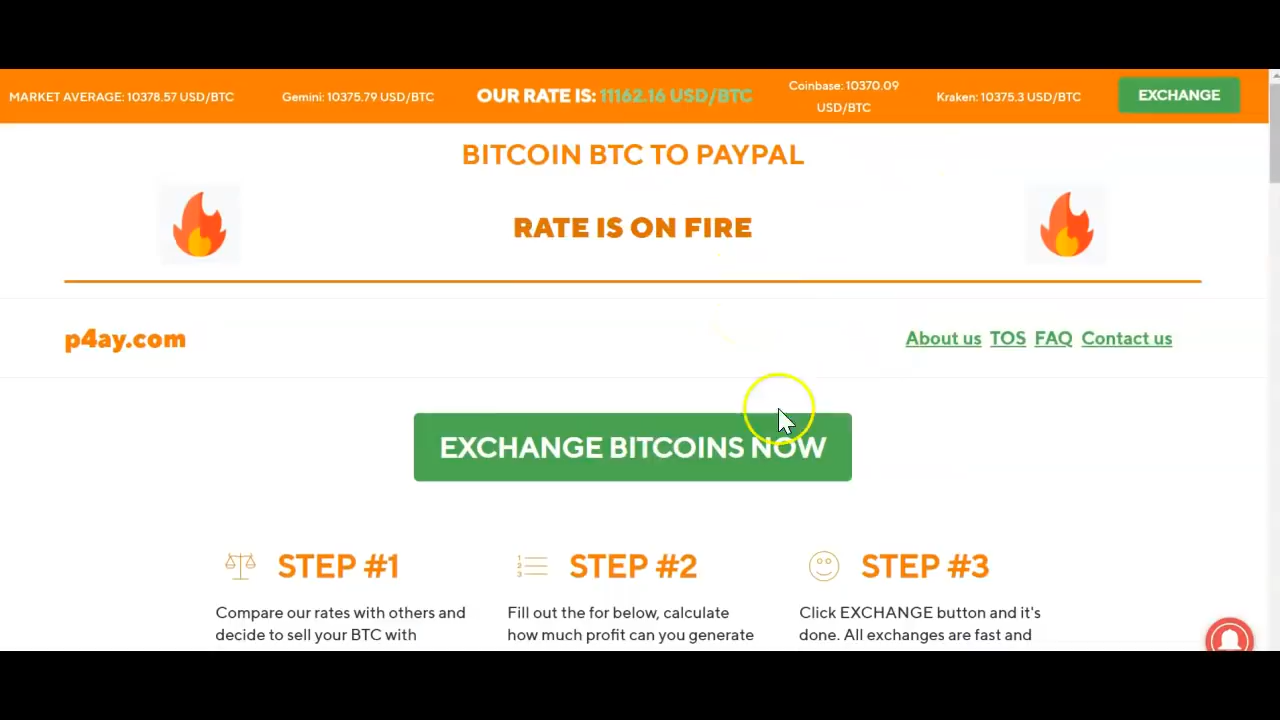 MARKET AVERAGE: 10378.57 USD/BTC
Gemini: 10375.79 USD/BTC
OUR RATE IS: 11162.16 USD/BTC
Coinbase: 10370.09
USD/BTC
Kraken: 10375.3 USD/BTC
EXCHANGE
BITCOIN BTC TO PAYPAL
RATE IS ON FIRE
p4ay.com
About us TOS FAQ Contact us
EXCHANGE BITCOINS NOW
STEP #1
Compare our rates with others and
decide to sell your BTC with
1
2
3
STEP #2
Fill out the for below, calculate
how much profit can you generate
STEP #3
Click EXCHANGE button and it's
done. All exchanges are fast and